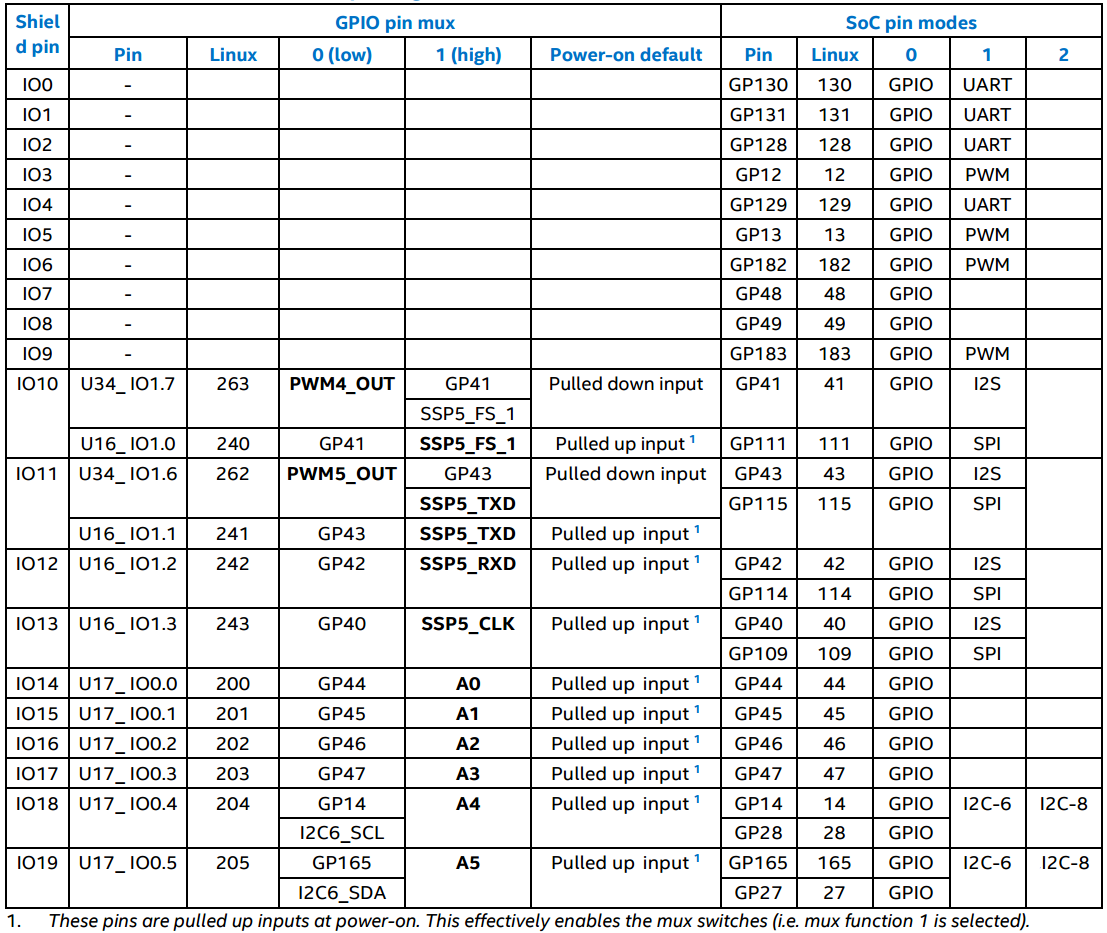 Shiel d pin GPIO pin mux SoC pin modes
Pin Linux 0 (low) 1 (high) Power-on default Pin Linux 0 1 2
IO0 - GP130 130 GPIO UART
IO1 - GP131 131 GPIO UART
IO2 - GP128 128 GPIO UART
IO3 - GP12 12 GPIO PWM
IO4 - GP129 129 GPIO UART
IO5 - GP13 13 GPIO PWM
IO6 - GP182 182 GPIO PWM
IO7 - GP48 48 GPIO
IO8 - GP49 49 GPIO
IO9 - GP183 183 GPIO PWM
IO10 U34_ IO1.7 263 PWM4_OUT GP41 Pulled down input GP41 41 GPIO I2S
SSP5_FS_1
U16_ IO1.0 240 GP41 SSP5_FS_1 Pulled up input 1 GP111 111 GPIO SPI
IO11 U34_ IO1.6 262 PWM5_OUT GP43 Pulled down input GP43 43 GPIO I2S
SSP5_TXD GP115 115 GPIO SPI
U16_ IO1.1 241 GP43 SSP5_TXD Pulled up input 1
IO12 U16_ IO1.2 242 GP42 SSP5_RXD Pulled up input 1 GP42 42 GPIO I2S
GP114 114 GPIO SPI
IO13 U16_ IO1.3 243 GP40 SSP5_CLK Pulled up input 1 GP40 40 GPIO I2S
GP109 109 GPIO SPI
IO14 U17_ IO0.0 200 GP44 A0 Pulled up input 1 GP44 44 GPIO
IO15 U17_ IO0.1 201 GP45 A1 Pulled up input 1 GP45 45 GPIO
IO16 U17_ IO0.2 202 GP46 A2 Pulled up input 1 GP46 46 GPIO
IO17 U17_ IO0.3 203 GP47 A3 Pulled up input 1 GP47 47 GPIO
IO18 U17_ IO0.4 204 GP14 A4 Pulled up input 1 GP14 14 GPIO I2C-6 I2C-8
I2C6_SCL GP28 28 GPIO
IO19 U17_ IO0.5 205 GP165 A5 Pulled up input 1 GP165 165 GPIO I2C-6 I2C-8
I2C6_SDA GP27 27 GPIO
1. These pins are pulled up inputs at power-on. This effectively enables the mux switches (i.e. mux function 1 is selected).